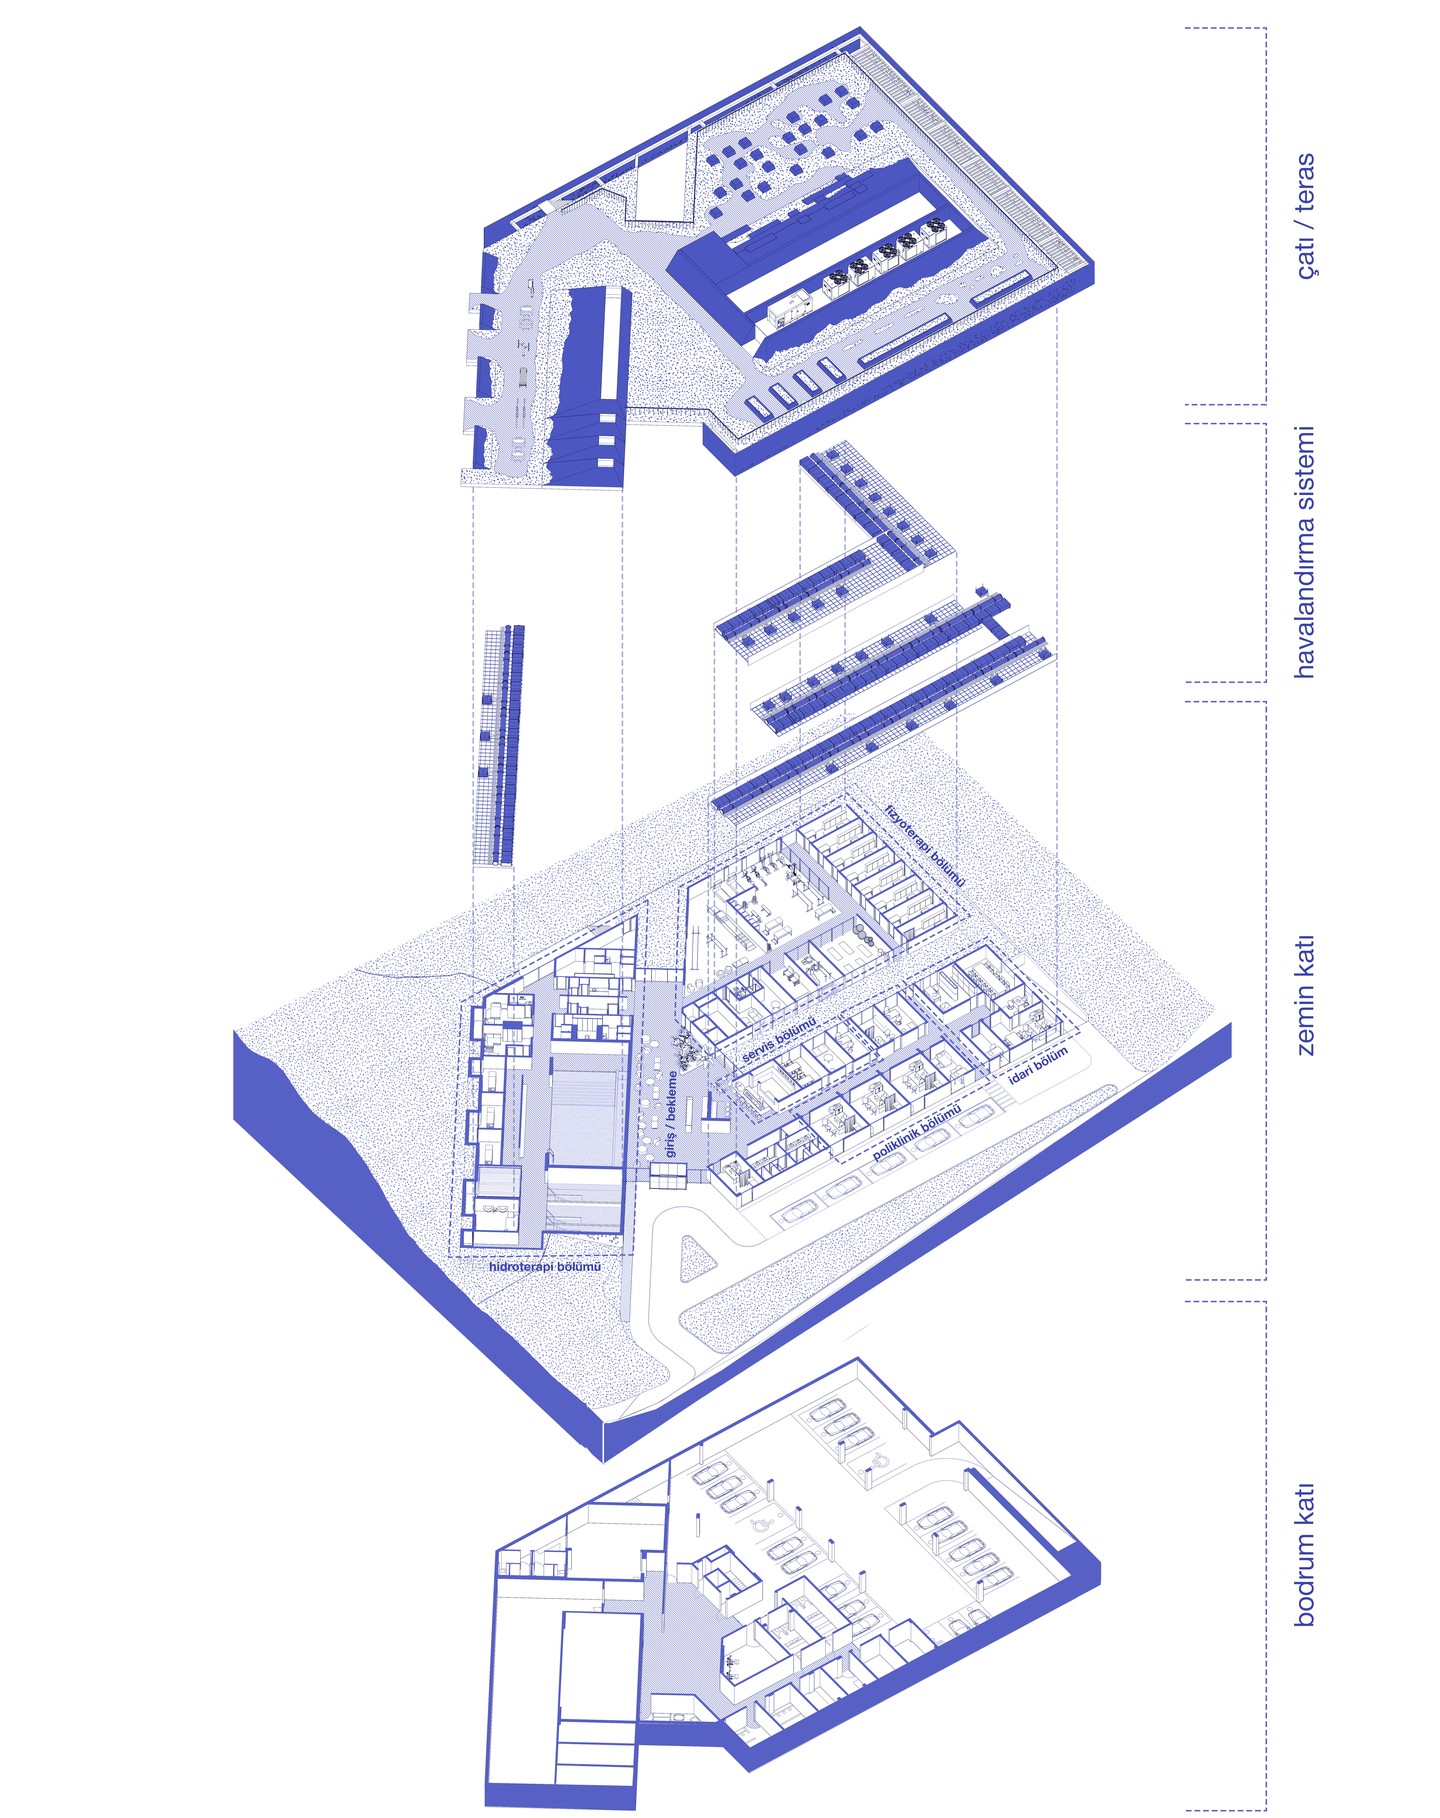 çatı / teras
havalandırma sistemi
zemin katı
fizyoterapi bölümü
servis bölümü
idari bölüm
giriş / bekleme
poliklinik bölümü
hidroterapi bölümü
bodrum katı